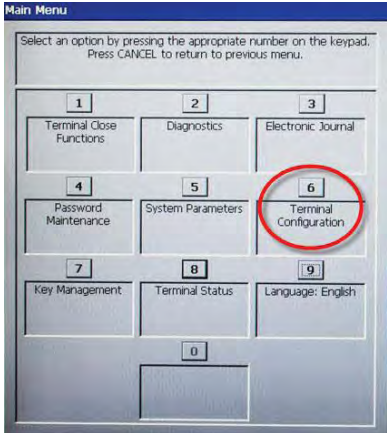 Main Menu
Select an option by pressing the appropriate number on the keypad.
Press CANCEL to return to previous menu.
1 2 3
Terminal Close Functions
Diagnostics
Electronic Journal
4 5 6
Password Maintenance
System Parameters
Terminal Configuration
7 8 9
Key Management
Terminal Status
Language: English
0